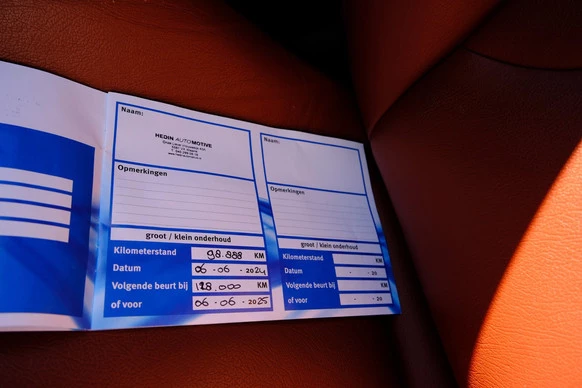 Naam:
HEDIN AUTOMOTIVE
Opmerkingen
groot / klein onderhoud
Kilometerstand 98.888 KM
Datum 06 - 06 - 2024
Volgende beurt bij 128.000 KM
of voor 06 - 06 - 2025
Naam:
Opmerkingen
groot / klein onderhoud
Kilometerstand KM
Datum - - 20
Volgende beurt bij KM
of voor - - 20